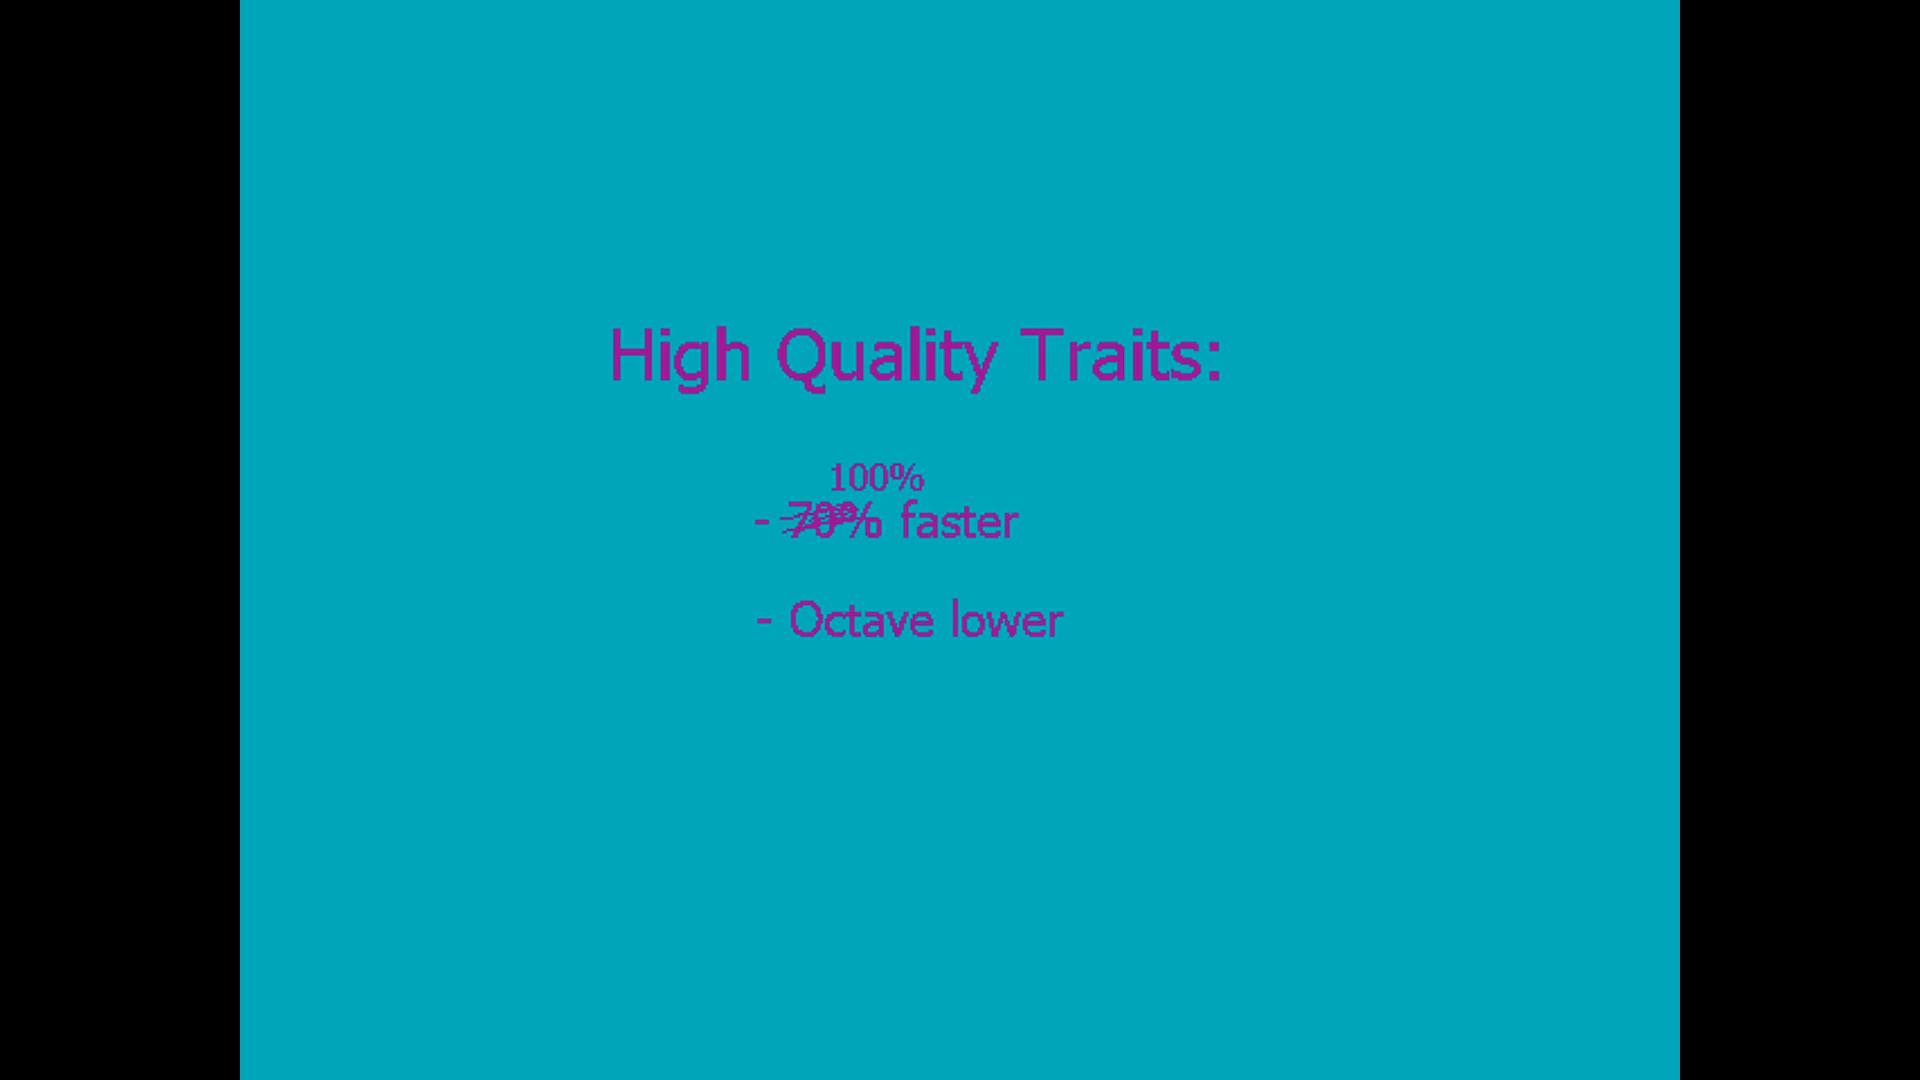 High Quality Traits:
100%
- 70% faster
- Octave lower